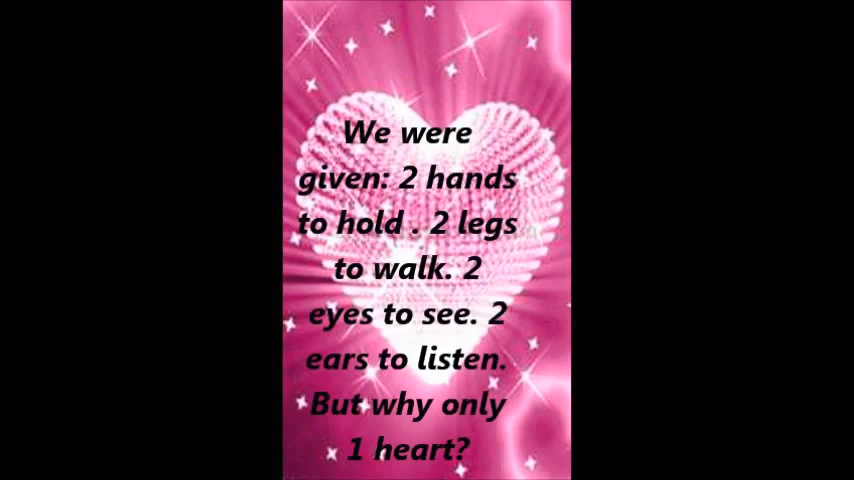 We were
given: 2 hands
to hold . 2 legs
to walk. 2
eyes to see. 2
ears to listen.
But why only
1 heart?